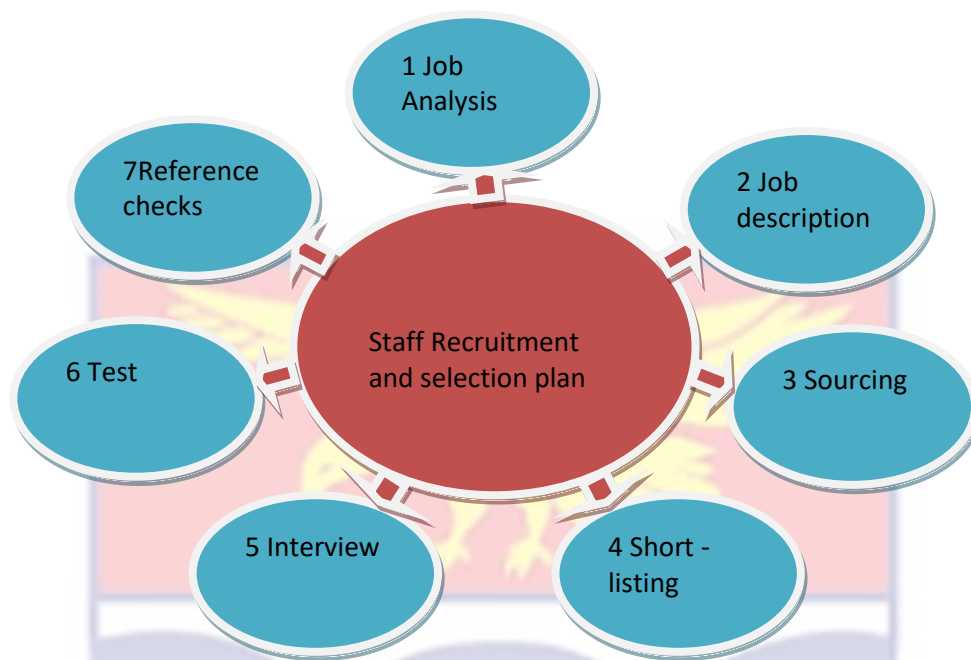 1 Job
Analysis
2 Job
description
3 Sourcing
4 Short -
listing
5 Interview
6 Test
7Reference
checks
Staff Recruitment
and selection plan